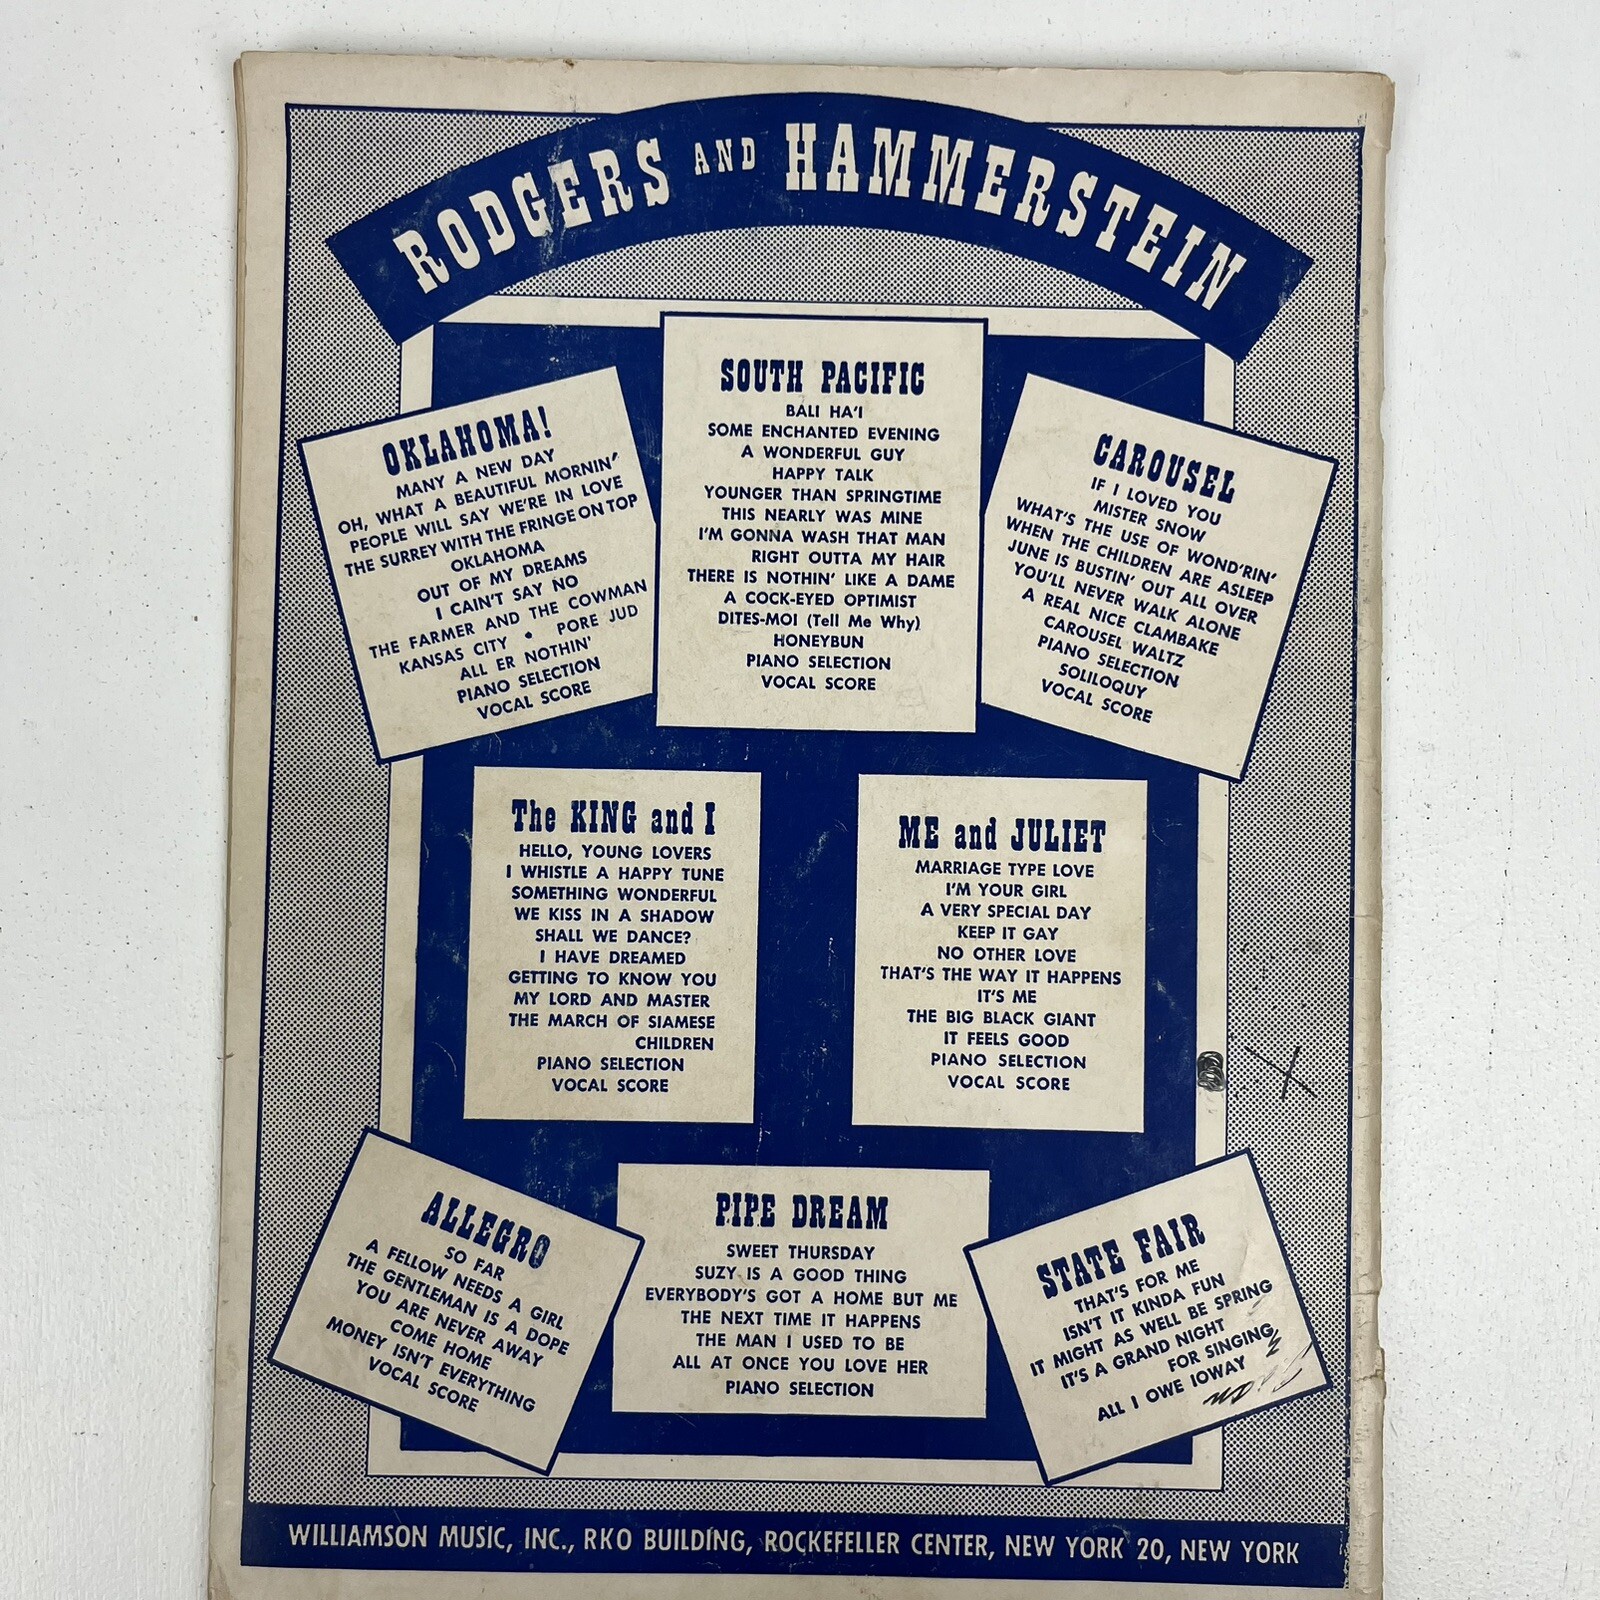 RODGERS AND HAMMERSTEIN
OKLAHOMA!
MANY A NEW DAY
OH, WHAT A BEAUTIFUL MORNIN'
PEOPLE WILL SAY WE'RE IN LOVE
THE SURREY WITH THE FRINGE ON TOP
OKLAHOMA
OUT OF MY DREAMS
I CAIN'T SAY NO
THE FARMER AND THE COWMAN
KANSAS CITY • PORE JUD
ALL ER NOTHIN'
PIANO SELECTION
VOCAL SCORE
SOUTH PACIFIC
BALI HA'I
SOME ENCHANTED EVENING
A WONDERFUL GUY
HAPPY TALK
YOUNGER THAN SPRINGTIME
THIS NEARLY WAS MINE
I'M GONNA WASH THAT MAN
RIGHT OUTTA MY HAIR
THERE IS NOTHIN' LIKE A DAME
A COCK-EYED OPTIMIST
DITES-MOI (Tell Me Why)
HONEYBUN
PIANO SELECTION
VOCAL SCORE
CAROUSEL
IF I LOVED YOU
MISTER SNOW
WHAT'S THE USE OF WOND'RIN'
WHEN THE CHILDREN ARE ASLEEP
JUNE IS BUSTIN' OUT ALL OVER
YOU'LL NEVER WALK ALONE
A REAL NICE CLAMBAKE
CAROUSEL WALTZ
PIANO SELECTION
SOLILOQUY
VOCAL SCORE
The KING and I
HELLO, YOUNG LOVERS
I WHISTLE A HAPPY TUNE
SOMETHING WONDERFUL
WE KISS IN A SHADOW
SHALL WE DANCE?
I HAVE DREAMED
GETTING TO KNOW YOU
MY LORD AND MASTER
THE MARCH OF SIAMESE
CHILDREN
PIANO SELECTION
VOCAL SCORE
ME and JULIET
MARRIAGE TYPE LOVE
I'M YOUR GIRL
A VERY SPECIAL DAY
KEEP IT GAY
NO OTHER LOVE
THAT'S THE WAY IT HAPPENS
IT'S ME
THE BIG BLACK GIANT
IT FEELS GOOD
PIANO SELECTION
VOCAL SCORE
ALLEGRO
SO FAR
A FELLOW NEEDS A GIRL
THE GENTLEMAN IS A DOPE
YOU ARE NEVER AWAY
COME HOME
MONEY ISN'T EVERYTHING
VOCAL SCORE
PIPE DREAM
SWEET THURSDAY
SUZY IS A GOOD THING
EVERYBODY'S GOT A HOME BUT ME
THE NEXT TIME IT HAPPENS
THE MAN I USED TO BE
ALL AT ONCE YOU LOVE HER
PIANO SELECTION
STATE FAIR
THAT'S FOR ME
ISN'T IT KINDA FUN
IT MIGHT AS WELL BE SPRING
IT'S A GRAND NIGHT
FOR SINGING
ALL I OWE IOWAY
WILLIAMSON MUSIC, INC., RKO BUILDING, ROCKEFELLER CENTER, NEW YORK 20, NEW YORK